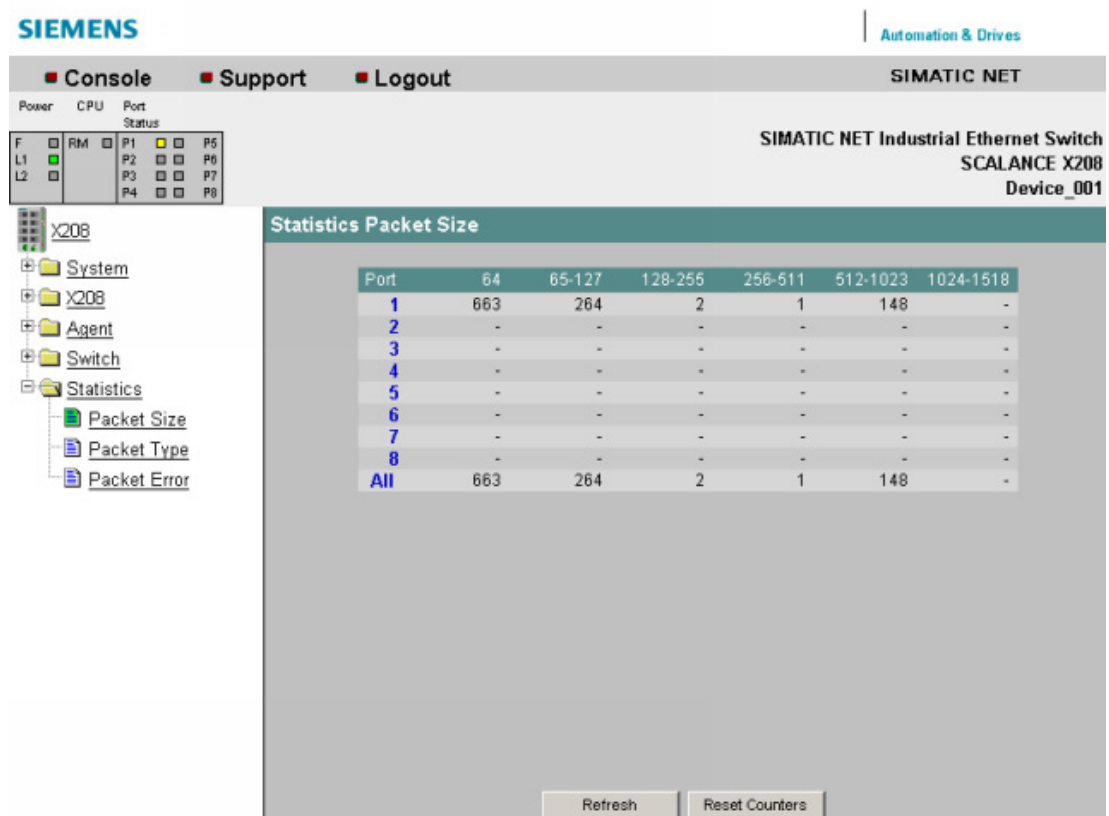 SIEMENS
Automation & Drives
Console Support Logout SIMATIC NET
Power CPU Port Status
F RM P1 P5
L1 P2 P6
L2 P3 P7
P4 P8
SIMATIC NET Industrial Ethernet Switch
SCALANCE X208
Device_001
X208
System
X208
Agent
Switch
Statistics
Packet Size
Packet Type
Packet Error
Statistics Packet Size
Port 64 65-127 128-255 256-511 512-1023 1024-1518
1 663 264 2 1 148 -
2 - - - - - -
3 - - - - - -
4 - - - - - -
5 - - - - - -
6 - - - - - -
7 - - - - - -
8 - - - - - -
All 663 264 2 1 148 -
Refresh Reset Counters